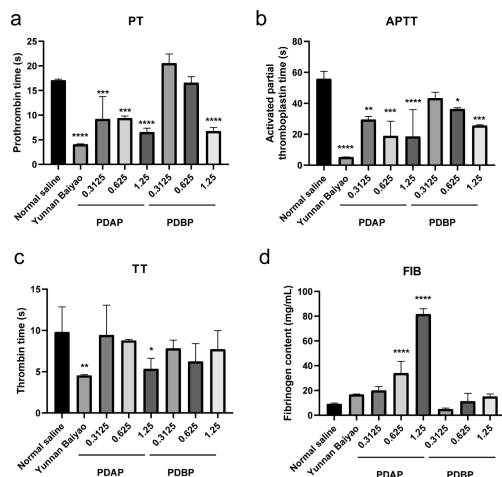 a
PT
Prothrombin time (s)
25
20
15
10
5
0
****
***
***
****
****
Normal saline
Yunnan Baiyao
0.3125
0.625
1.25
0.3125
0.625
1.25
PDAP
PDBP
b
APTT
Activated partial
thromboplastin time (s)
80
60
40
20
0
****
**
***
****
*
***
Normal saline
Yunnan Baiyao
0.3125
0.625
1.25
0.3125
0.625
1.25
PDAP
PDBP
c
TT
Thrombin time (s)
15
10
5
0
**
*
Normal saline
Yunnan Baiyao
0.3125
0.625
1.25
0.3125
0.625
1.25
PDAP
PDBP
d
FIB
Fibrinogen content (mg/mL)
100
80
60
40
20
0
****
****
Normal saline
Yunnan Baiyao
0.3125
0.625
1.25
0.3125
0.625
1.25
PDAP
PDBP